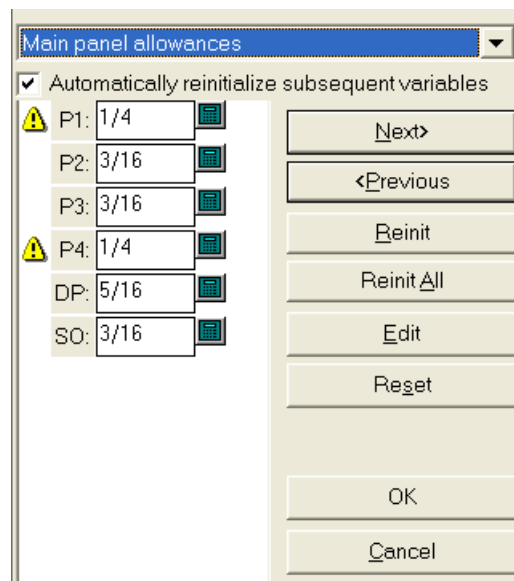 Main panel allowances
Automatically reinitialize subsequent variables
P1: 1/4
P2: 3/16
P3: 3/16
P4: 1/4
DP: 5/16
SO: 3/16
Next>
<Previous
Reinit
Reinit All
Edit
Reset
OK
Cancel